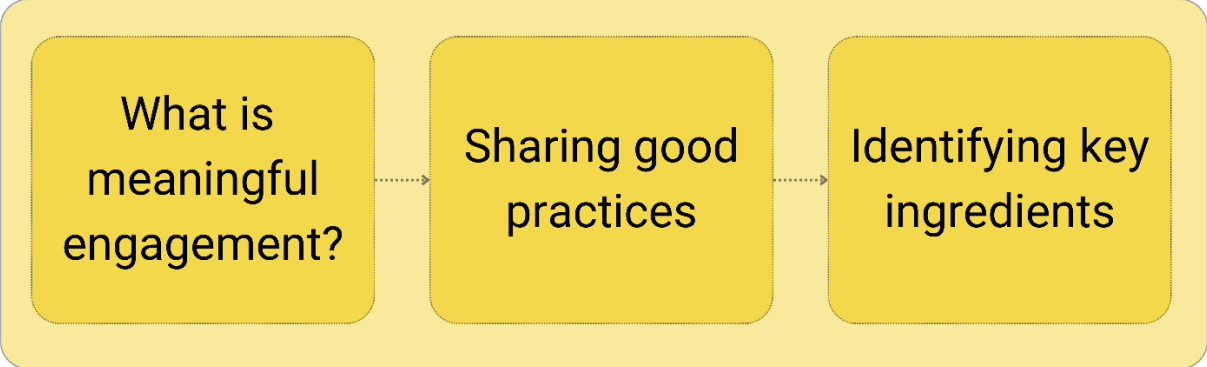 What is
meaningful
engagement?
Sharing good
practices
Identifying key
ingredients